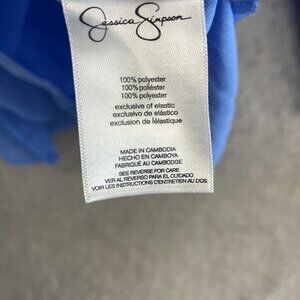 Jessica Simpson
100% polyester
100% poliéster
100% polyester
exclusive of elastic
exclusivo de elástico
exclusion de l'élastique
MADE IN CAMBODIA
HECHO EN CAMBOYA
FABRIQUÉ AU CAMBODGE
SEE REVERSE FOR CARE
VER AL REVERSO PARA EL CUIDADO
VOIR LES INSTRUCTIONS D'ENTRETIEN AU DOS